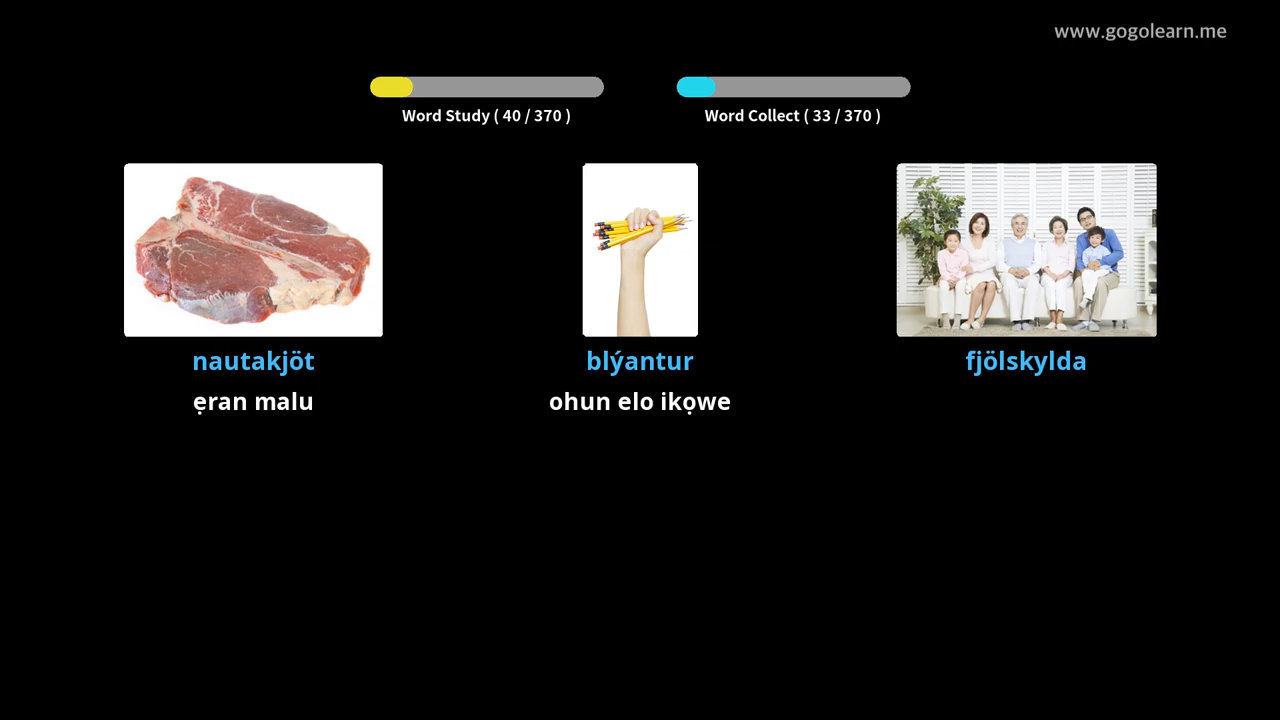 www.gogolearn.me
Word Study ( 40 / 370 )
Word Collect ( 33 / 370 )
nautakjöt
blýantur
fjölskylda
ẹran malu
ohun elo ikọwe